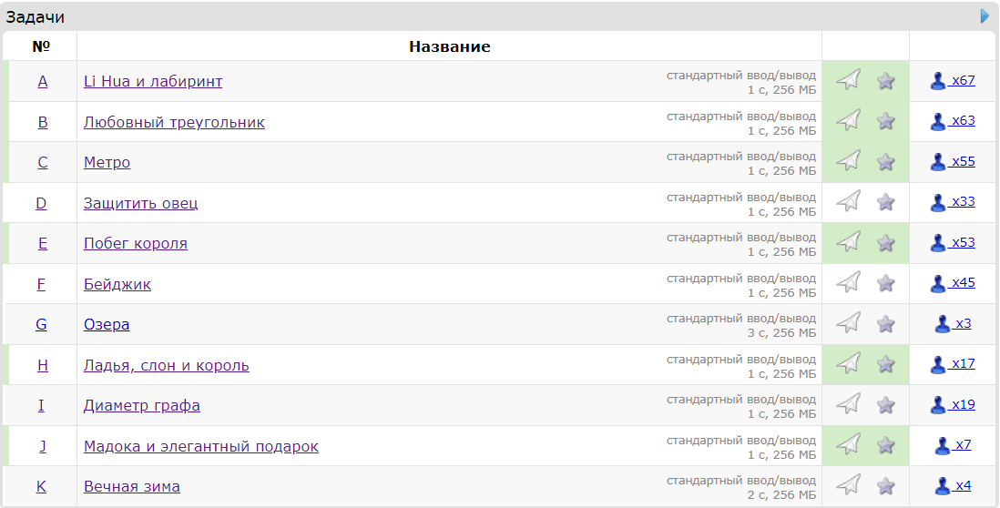 Задачи
№ Название
A Li Hua и лабиринт стандартный ввод/вывод 1 с, 256 МБ x67
B Любовный треугольник стандартный ввод/вывод 1 с, 256 МБ x63
C Метро стандартный ввод/вывод 1 с, 256 МБ x55
D Защитить овец стандартный ввод/вывод 1 с, 256 МБ x33
E Побег короля стандартный ввод/вывод 1 с, 256 МБ x53
F Бейджик стандартный ввод/вывод 1 с, 256 МБ x45
G Озера стандартный ввод/вывод 3 с, 256 МБ x3
H Ладья, слон и король стандартный ввод/вывод 1 с, 256 МБ x17
I Диаметр графа стандартный ввод/вывод 1 с, 256 МБ x19
J Мадока и элегантный подарок стандартный ввод/вывод 1 с, 256 МБ x7
K Вечная зима стандартный ввод/вывод 2 с, 256 МБ x4